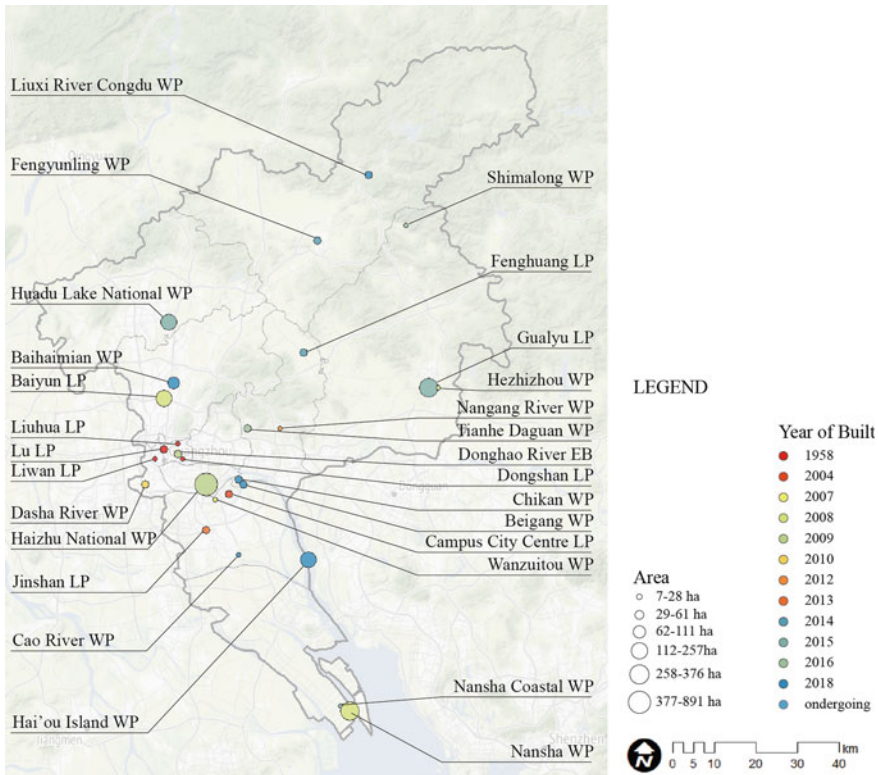 Liuxi River Congdu WP
Fengyunling WP
Shimalong WP
Fenghuang LP
Huadu Lake National WP
Gualyu LP
Baihaimian WP
Hezhizhou WP
Baiyun LP
Nangang River WP
Liuhua LP
Tianhe Daguan WP
Lu LP
Donghao River EB
Liwan LP
Dongshan LP
Dasha River WP
Chikan WP
Haizhu National WP
Beigang WP
Campus City Centre LP
Jinshan LP
Wanzuitou WP
Cao River WP
Hai'ou Island WP
Nansha Coastal WP
Nansha WP
Dongguan
Jiangmen
Shenzhen
LEGEND
Year of Built
1958
2004
2007
2008
2009
2010
2012
2013
2014
2015
2016
2018
ondergoing
Area
7-28 ha
29-61 ha
62-111 ha
112-257ha
258-376 ha
377-891 ha
N
km
0 5 10 20 30 40